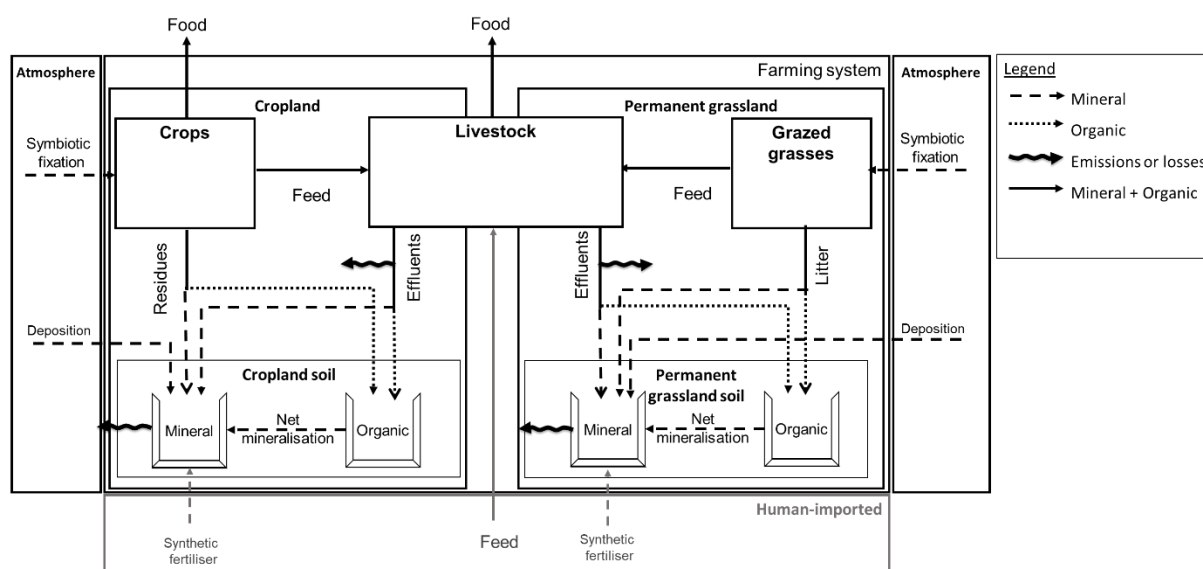 Food
Food
Atmosphere
Farming system
Atmosphere
Legend
Mineral
Organic
Emissions or losses
Mineral + Organic
Cropland
Permanent grassland
Crops
Livestock
Grazed
grasses
Symbiotic
fixation
Symbiotic
fixation
Feed
Feed
Residues
Effluents
Effluents
Litter
Deposition
Deposition
Cropland soil
Permanent
grassland soil
Mineral
Net
mineralisation
Organic
Mineral
Net
mineralisation
Organic
Human-imported
Synthetic
fertiliser
Feed
Synthetic
fertiliser